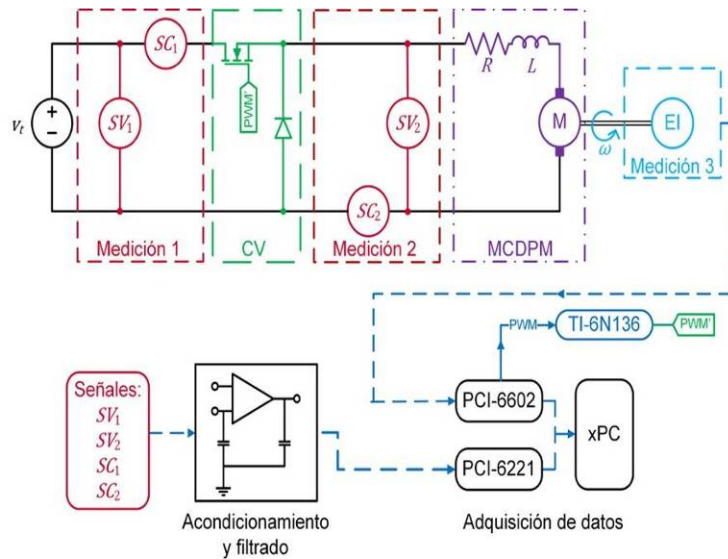 SC₁
PWM'
v_t
SV₁
SV₂
SC₂
R
L
M
ω
EI
Medición 1
CV
Medición 2
MCDPM
Medición 3
PWM
TI-6N136
PWM'
Señales:
SV₁
SV₂
SC₁
SC₂
PCI-6602
PCI-6221
xPC
Acondicionamiento
y filtrado
Adquisición de datos